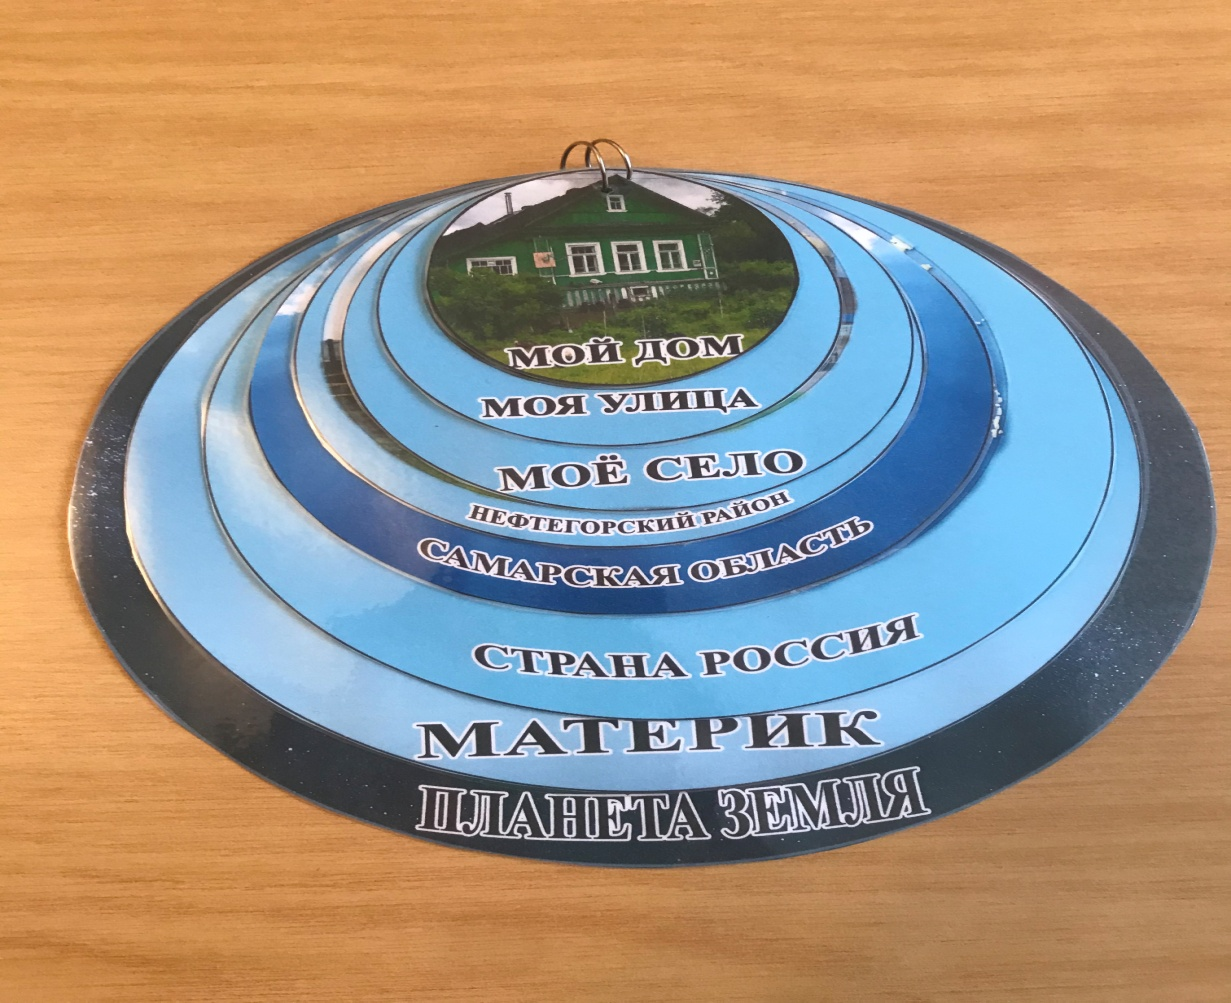 МОЙ ДОМ
МОЯ УЛИЦА
МОЁ СЕЛО
НЕФТЕГОРСКИЙ РАЙОН
САМАРСКАЯ ОБЛАСТЬ
СТРАНА РОССИЯ
МАТЕРИК
ПЛАНЕТА ЗЕМЛЯ